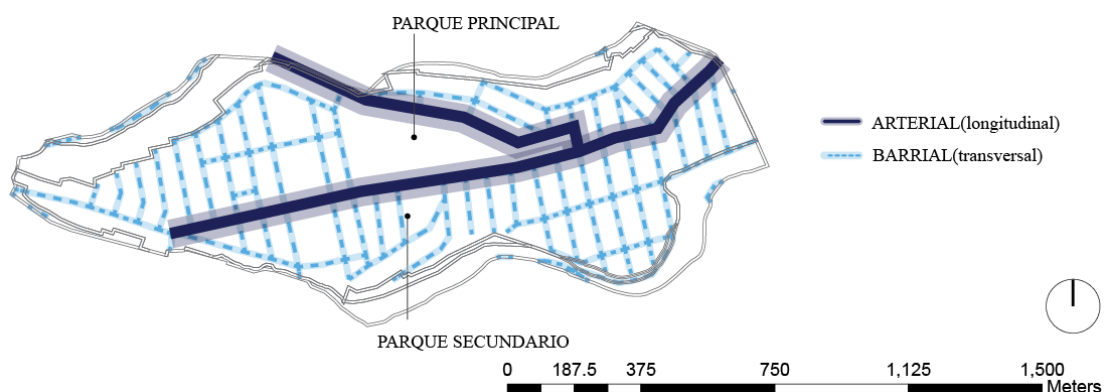 PARQUE PRINCIPAL
ARTERIAL(longitudinal)
BARRIAL(transversal)
PARQUE SECUNDARIO
0 187.5 375 750 1,125 1,500
Meters